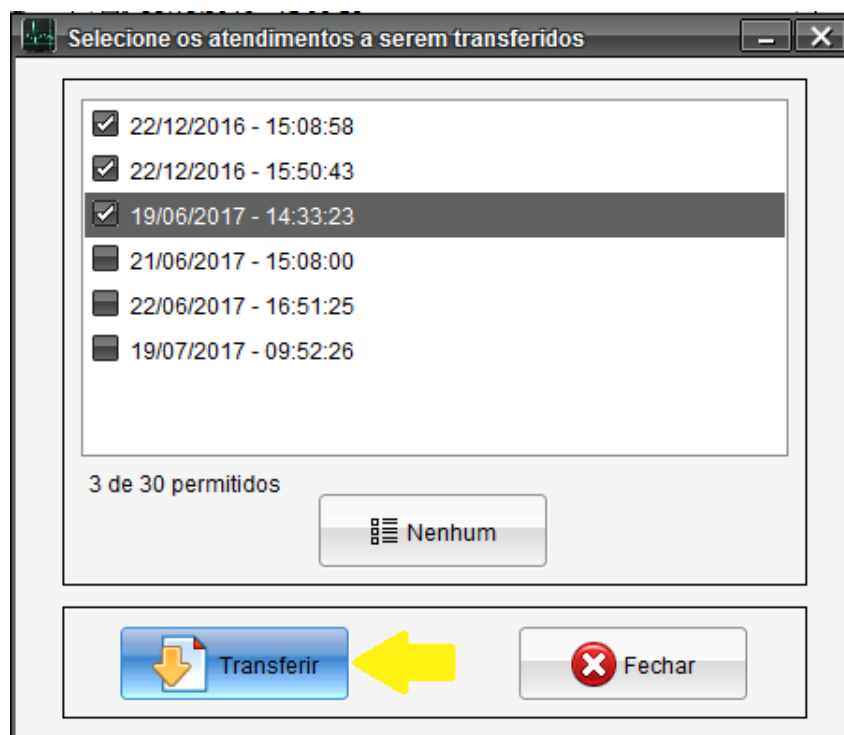 Selecione os atendimentos a serem transferidos
22/12/2016 - 15:08:58
22/12/2016 - 15:50:43
19/06/2017 - 14:33:23
21/06/2017 - 15:08:00
22/06/2017 - 16:51:25
19/07/2017 - 09:52:26
3 de 30 permitidos
Nenhum
Transferir
Fechar